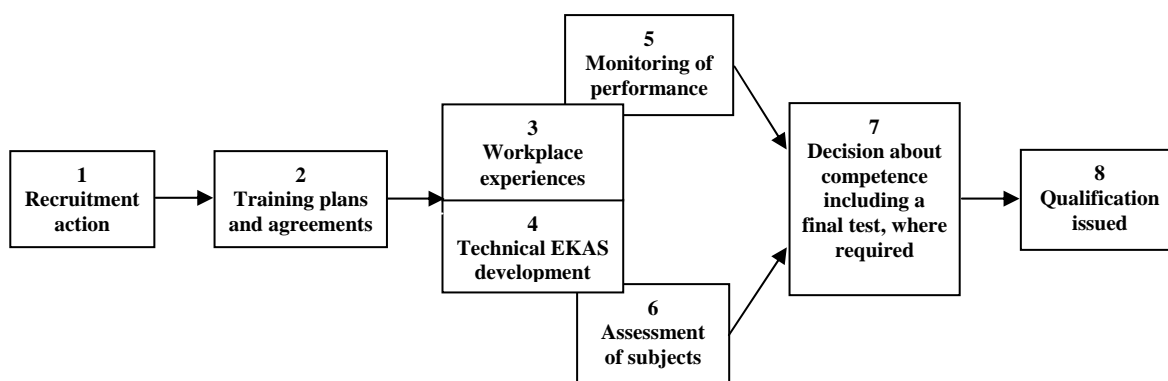 1
Recruitment
action
2
Training plans
and agreements
3
Workplace
experiences
4
Technical EKAS
development
5
Monitoring of
performance
6
Assessment
of subjects
7
Decision about
competence
including a
final test, where
required
8
Qualification
issued